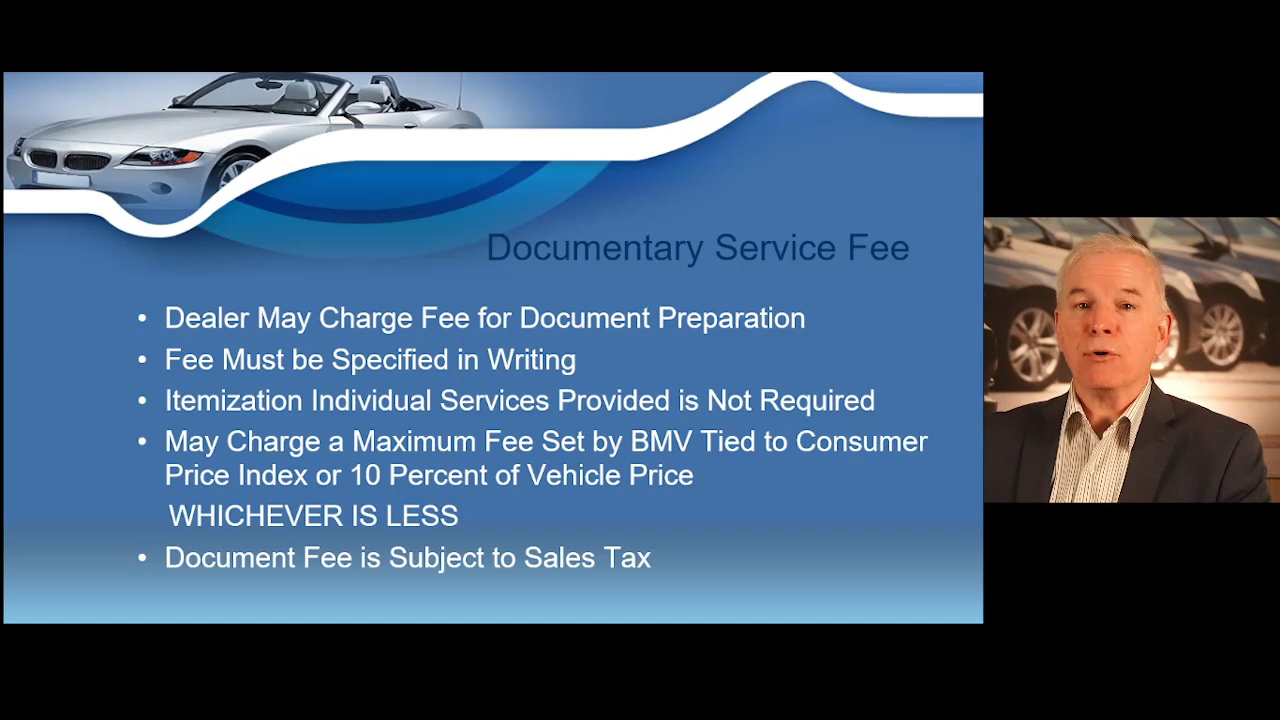 Documentary Service Fee
• Dealer May Charge Fee for Document Preparation
• Fee Must be Specified in Writing
• Itemization Individual Services Provided is Not Required
• May Charge a Maximum Fee Set by BMV Tied to Consumer
Price Index or 10 Percent of Vehicle Price
WHICHEVER IS LESS
• Document Fee is Subject to Sales Tax